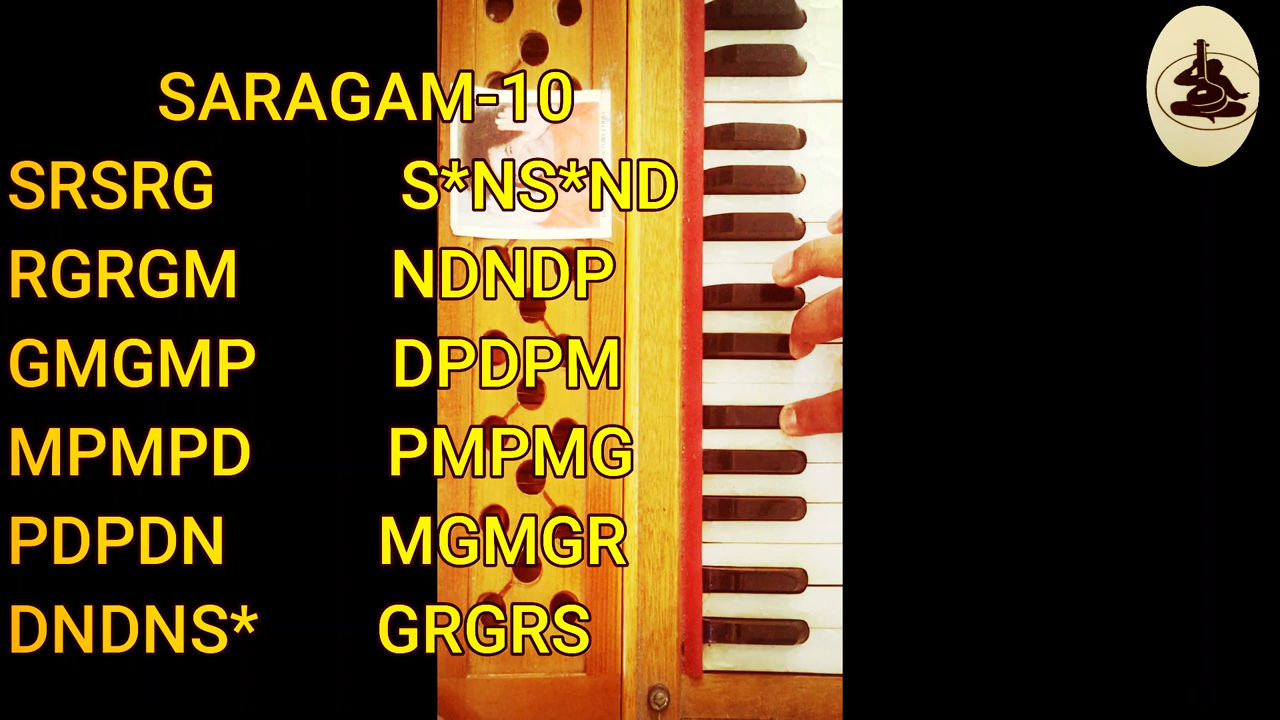 SARAGAM-10
SRSRG S*NS*ND
RGRGM NDNDP
GMGMP DPDPM
MPMPD PMPMG
PDPDN MGMGR
DNDNS* GRGRS